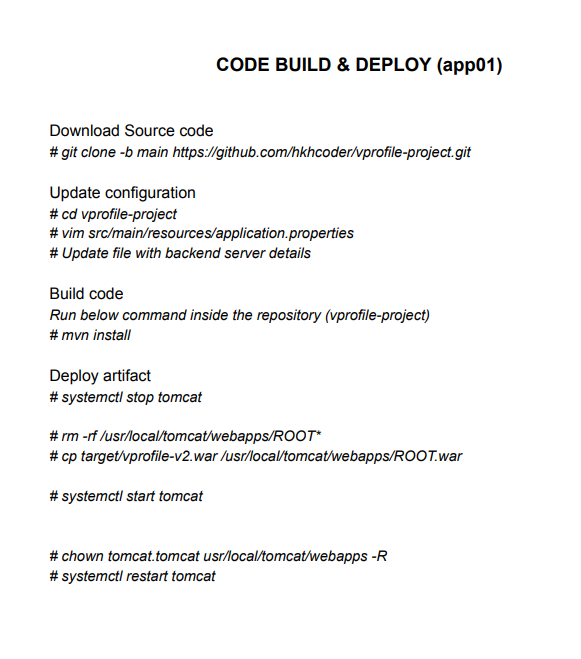 CODE BUILD & DEPLOY (app01)
Download Source code
# git clone -b main https://github.com/hkhcoder/vprofile-project.git
Update configuration
# cd vprofile-project
# vim src/main/resources/application.properties
# Update file with backend server details
Build code
Run below command inside the repository (vprofile-project)
# mvn install
Deploy artifact
# systemctl stop tomcat
# rm -rf /usr/local/tomcat/webapps/ROOT*
# cp target/vprofile-v2.war /usr/local/tomcat/webapps/ROOT.war
# systemctl start tomcat
# chown tomcat.tomcat usr/local/tomcat/webapps -R
# systemctl restart tomcat